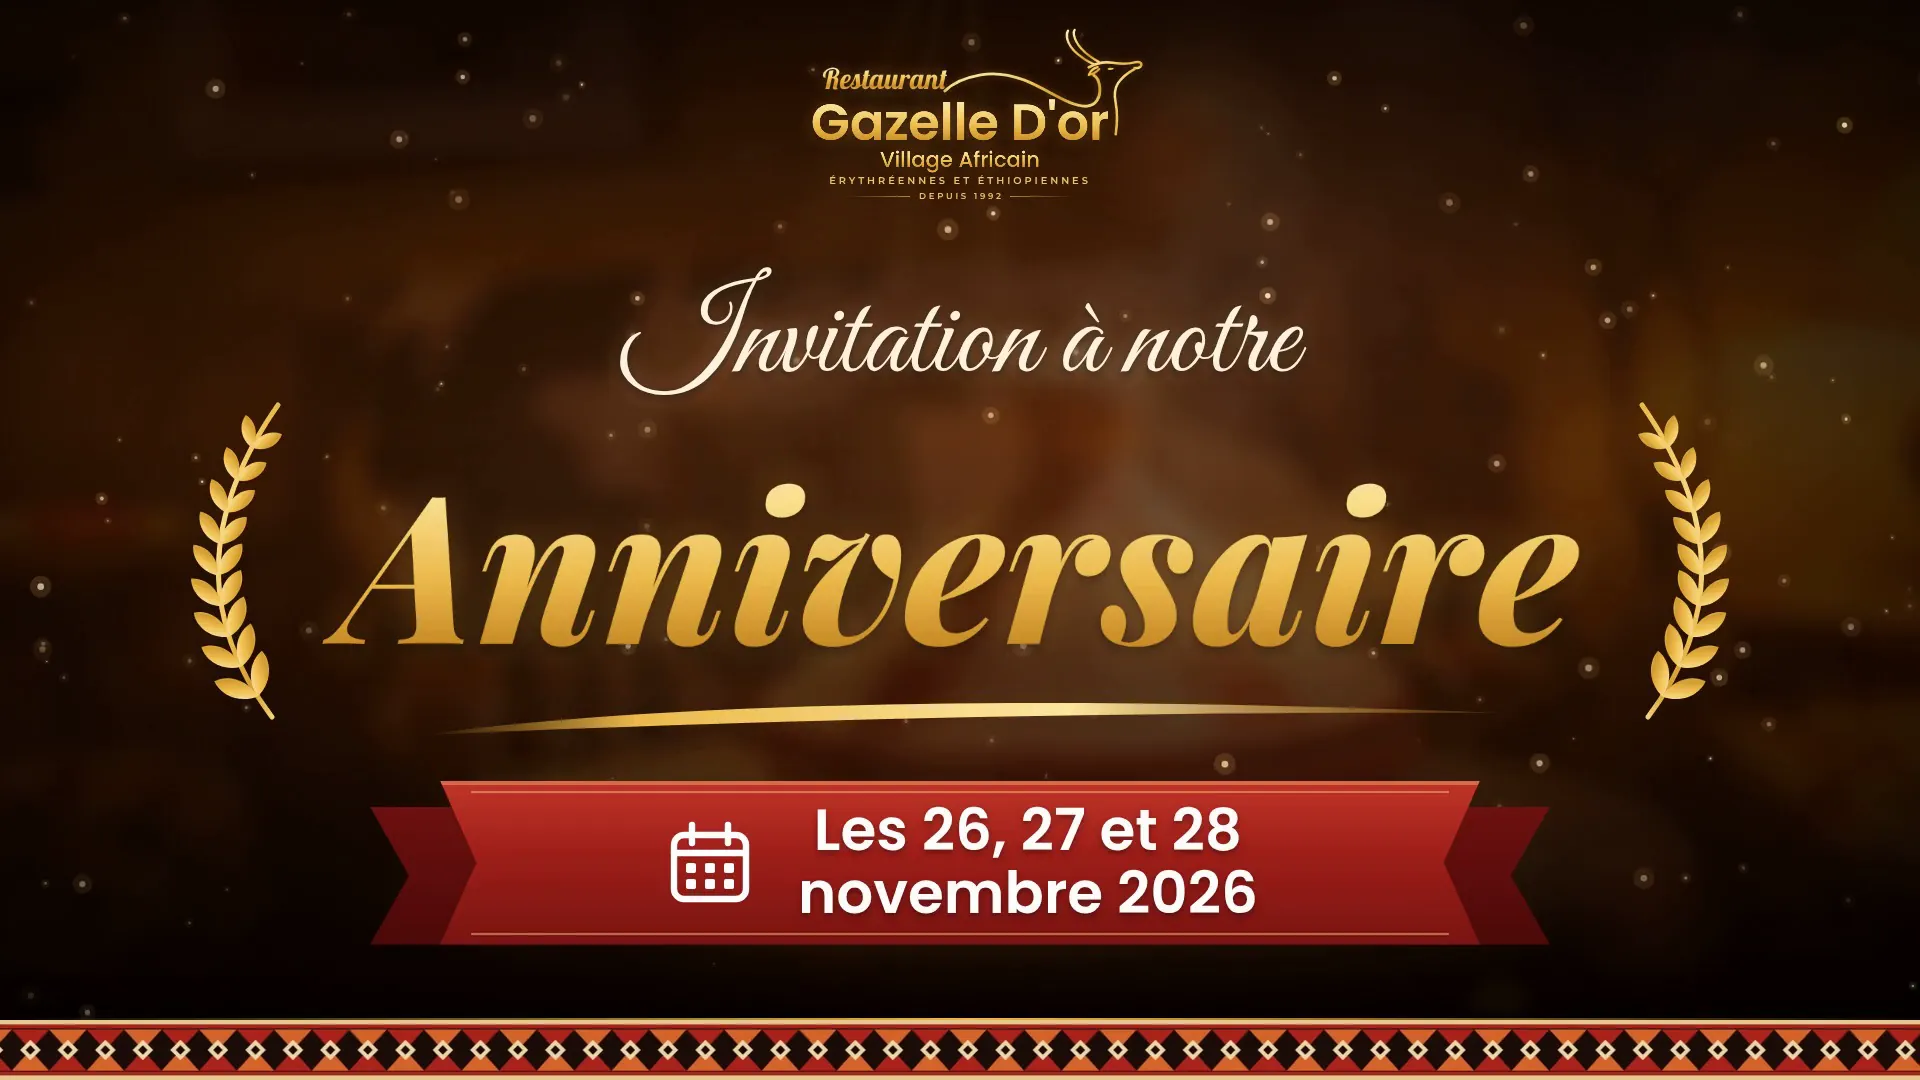 Restaurant
Gazelle D'or
Village Africain
ÉRYTHRÉENNES ET ÉTHIOPIENNES
DEPUIS 1992
Invitation à notre
Anniversaire
Les 26, 27 et 28
novembre 2026